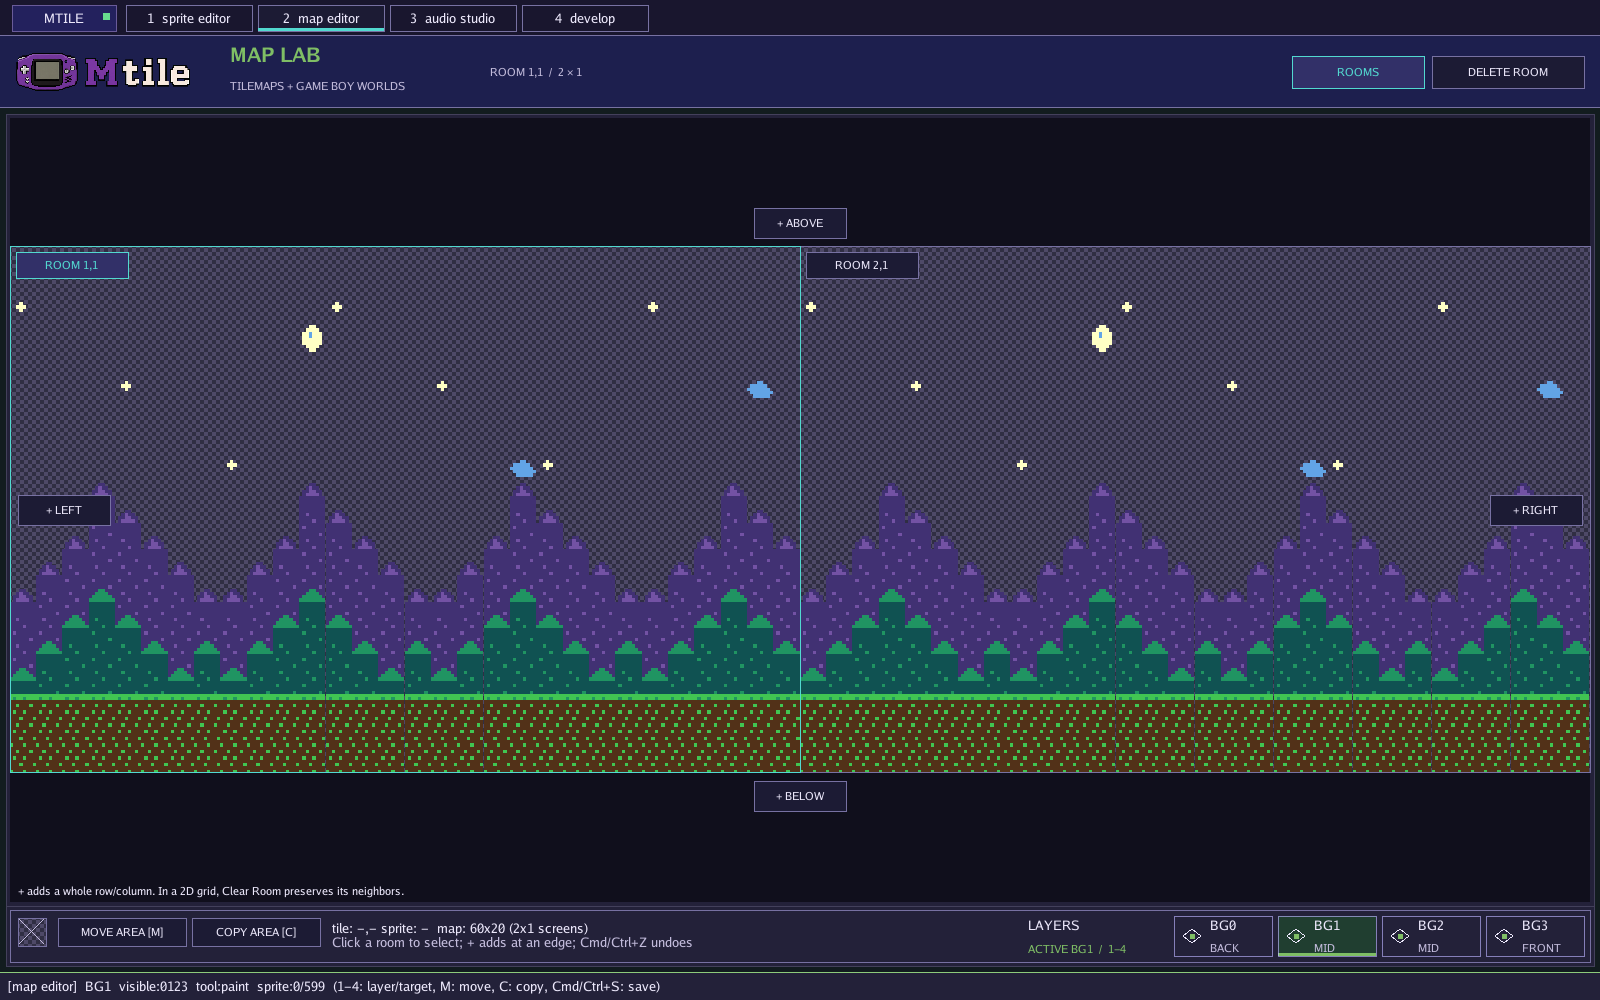 MTILE
1 sprite editor
2 map editor
3 audio studio
4 develop
Mtile
MAP LAB
TILEMAPS + GAME BOY WORLDS
ROOM 1,1 / 2 × 1
ROOMS
DELETE ROOM
+ ABOVE
ROOM 1,1
ROOM 2,1
+ LEFT
+ RIGHT
+ BELOW
+ adds a whole row/column. In a 2D grid, Clear Room preserves its neighbors.
MOVE AREA [M]
COPY AREA [C]
tile: –,– sprite: – map: 60x20 (2x1 screens)
Click a room to select; + adds at an edge; Cmd/Ctrl+Z undoes
LAYERS
ACTIVE BG1 / 1–4
BG0
BACK
BG1
MID
BG2
MID
BG3
FRONT
[map editor] BG1 visible:0123 tool:paint sprite:0/599 (1–4: layer/target, M: move, C: copy, Cmd/Ctrl+S: save)